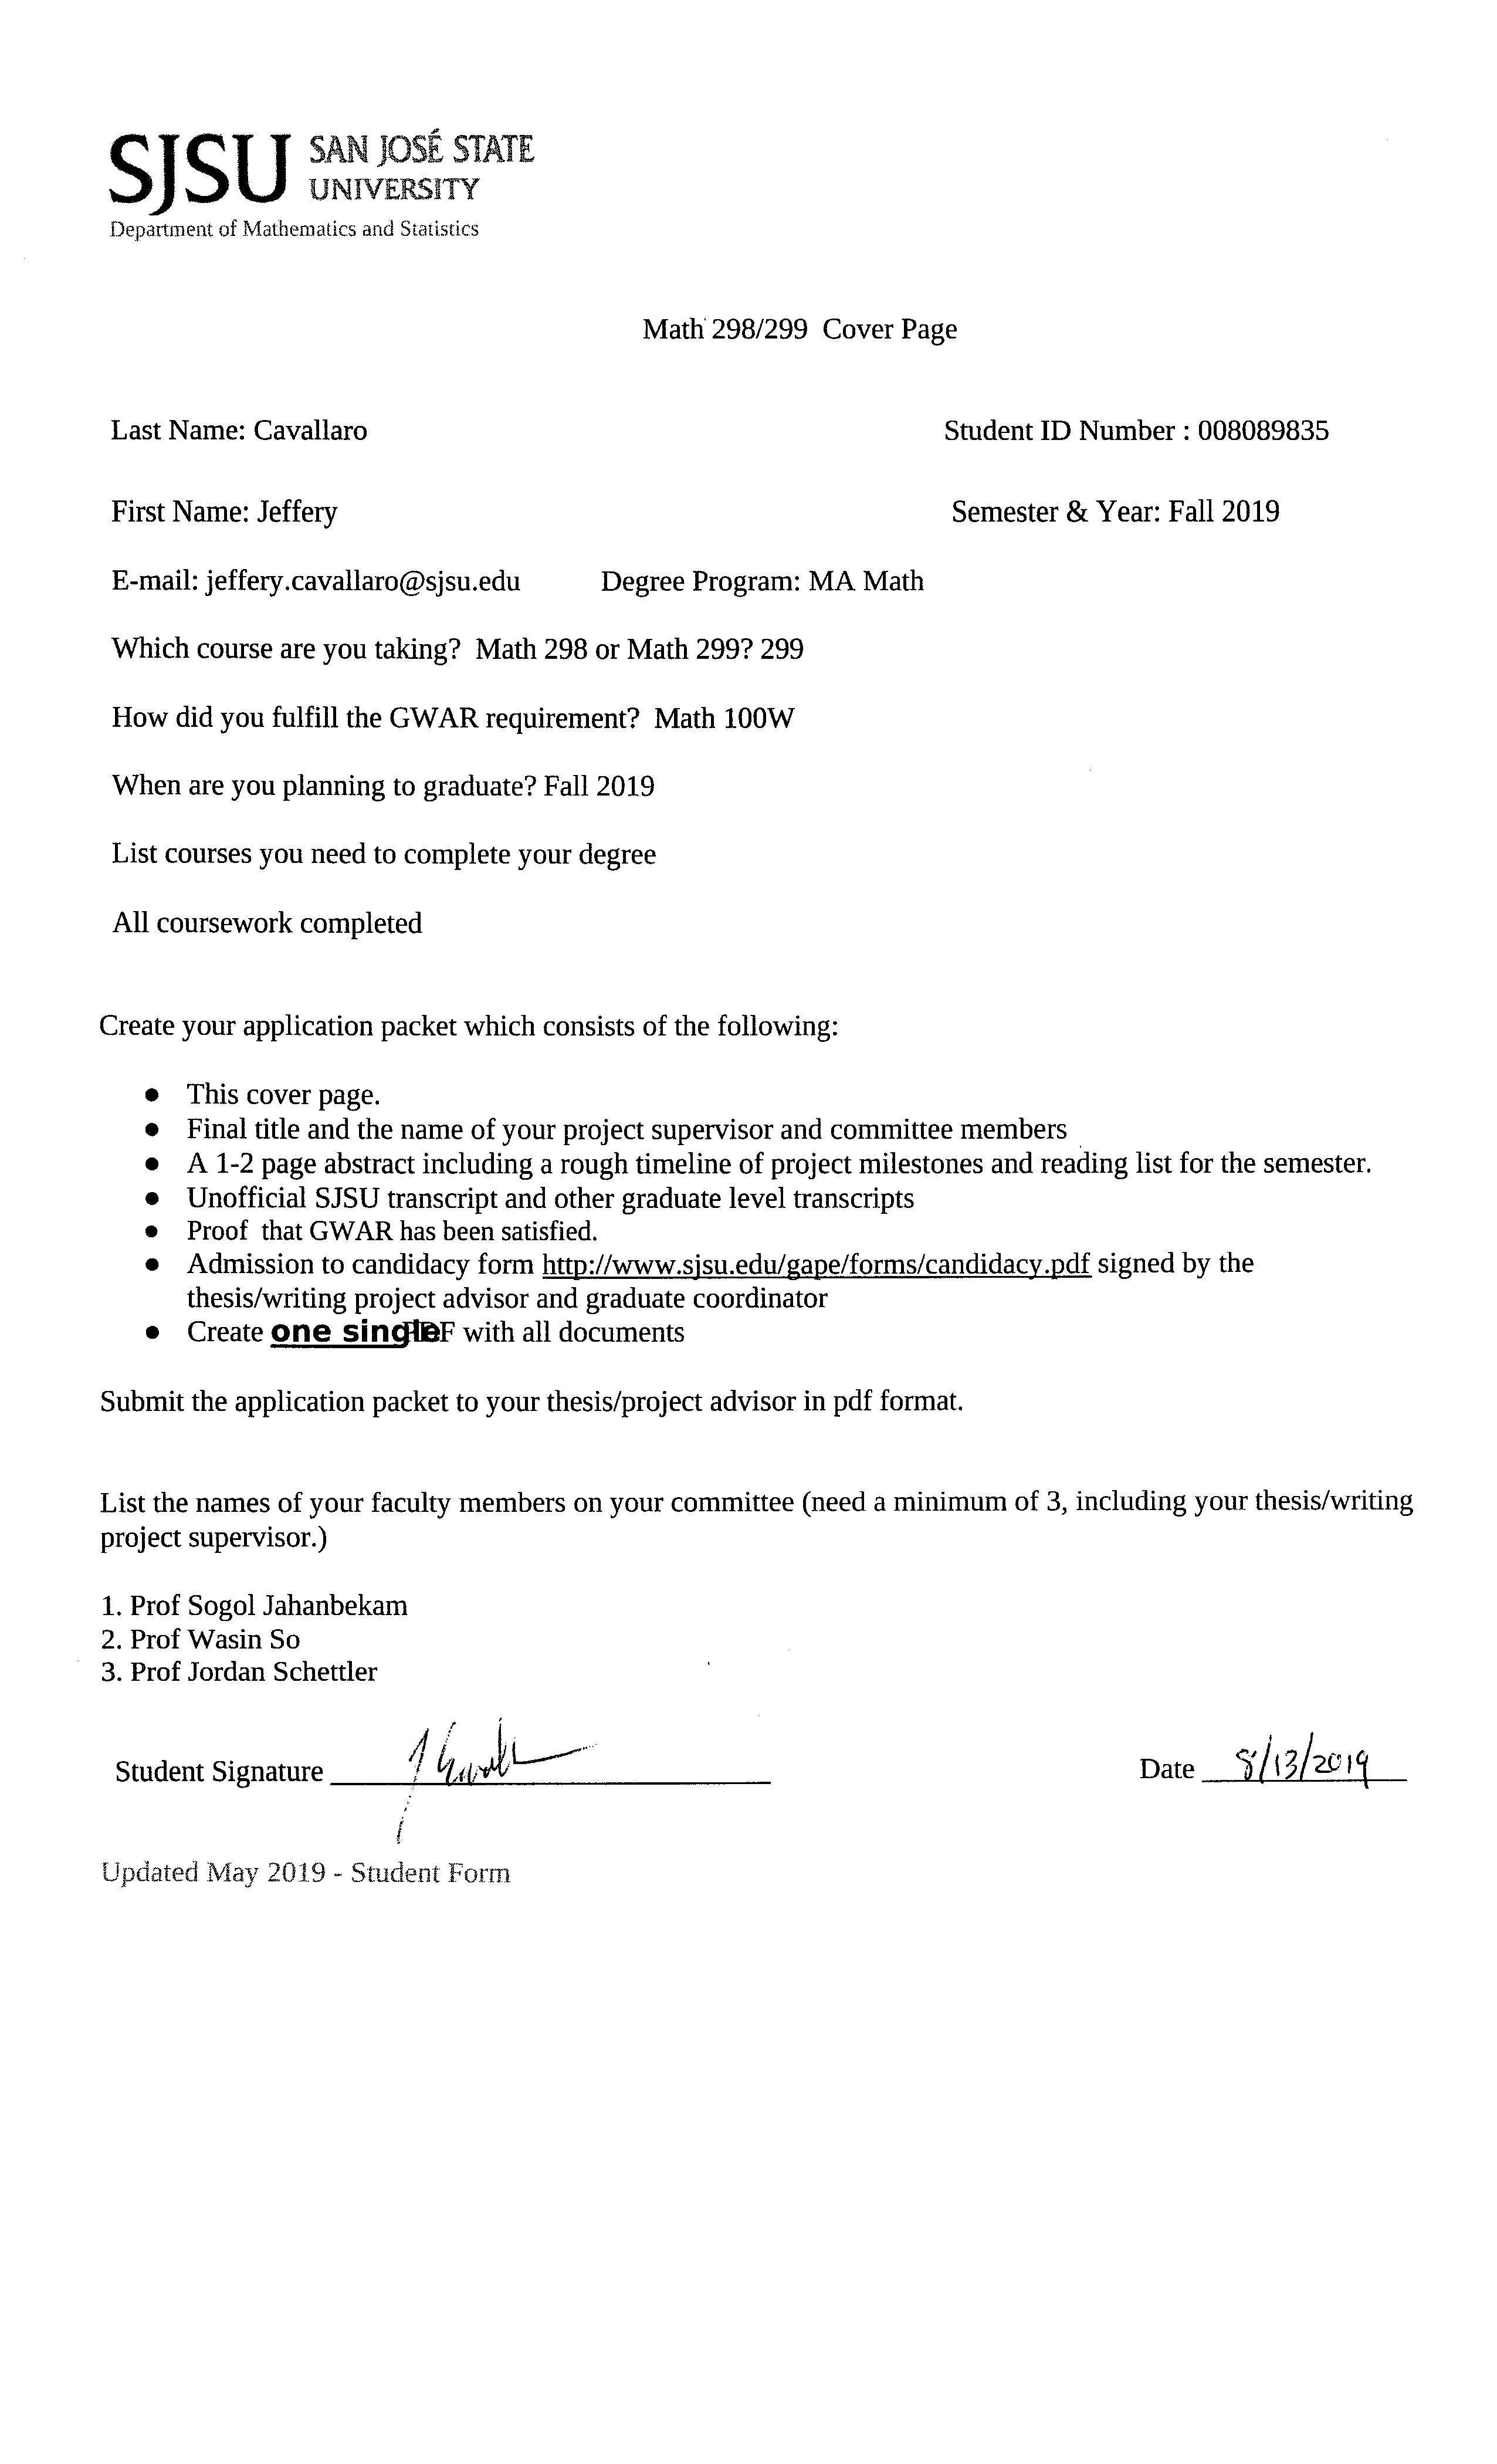 SJSU SAN JOSÉ STATE
UNIVERSITY
Department of Mathematics and Statistics
Math 298/299 Cover Page
Last Name: Cavallaro Student ID Number : 008089835
First Name: Jeffery Semester & Year: Fall 2019
E-mail: jeffery.cavallaro@sjsu.edu Degree Program: MA Math
Which course are you taking? Math 298 or Math 299? 299
How did you fulfill the GWAR requirement? Math 100W
When are you planning to graduate? Fall 2019
List courses you need to complete your degree
All coursework completed
Create your application packet which consists of the following:
● This cover page.
● Final title and the name of your project supervisor and committee members
● A 1-2 page abstract including a rough timeline of project milestones and reading list for the semester.
● Unofficial SJSU transcript and other graduate level transcripts
● Proof that GWAR has been satisfied.
● Admission to candidacy form http://www.sjsu.edu/gape/forms/candidacy.pdf signed by the
thesis/writing project advisor and graduate coordinator
● Create one single PDF with all documents
Submit the application packet to your thesis/project advisor in pdf format.
List the names of your faculty members on your committee (need a minimum of 3, including your thesis/writing
project supervisor.)
1. Prof Sogol Jahanbekam
2. Prof Wasin So
3. Prof Jordan Schettler
Student Signature Date 8/13/2019
Updated May 2019 - Student Form